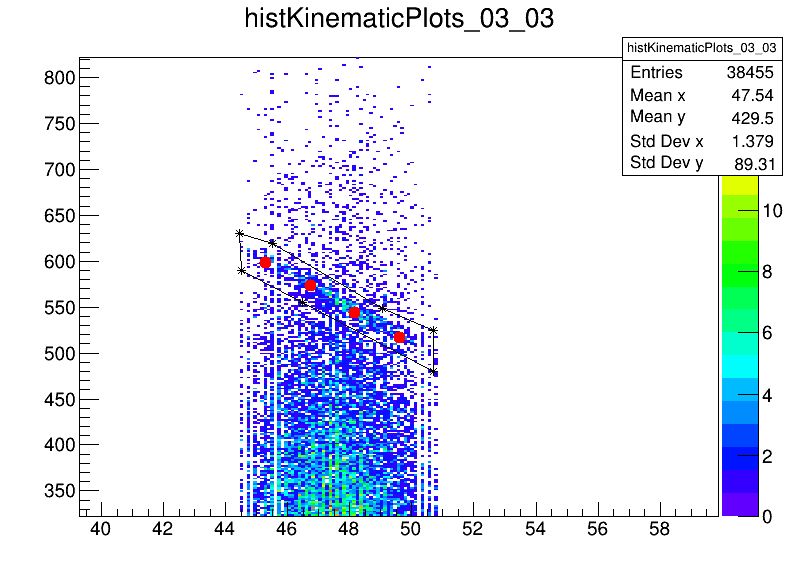 histKinematicPlots_03_03
histKinematicPlots_03_03
Entries 38455
Mean x 47.54
Mean y 429.5
Std Dev x 1.379
Std Dev y 89.31
800
750
700
650
600
550
500
450
400
350
40 42 44 46 48 50 52 54 56 58
10
8
6
4
2
0